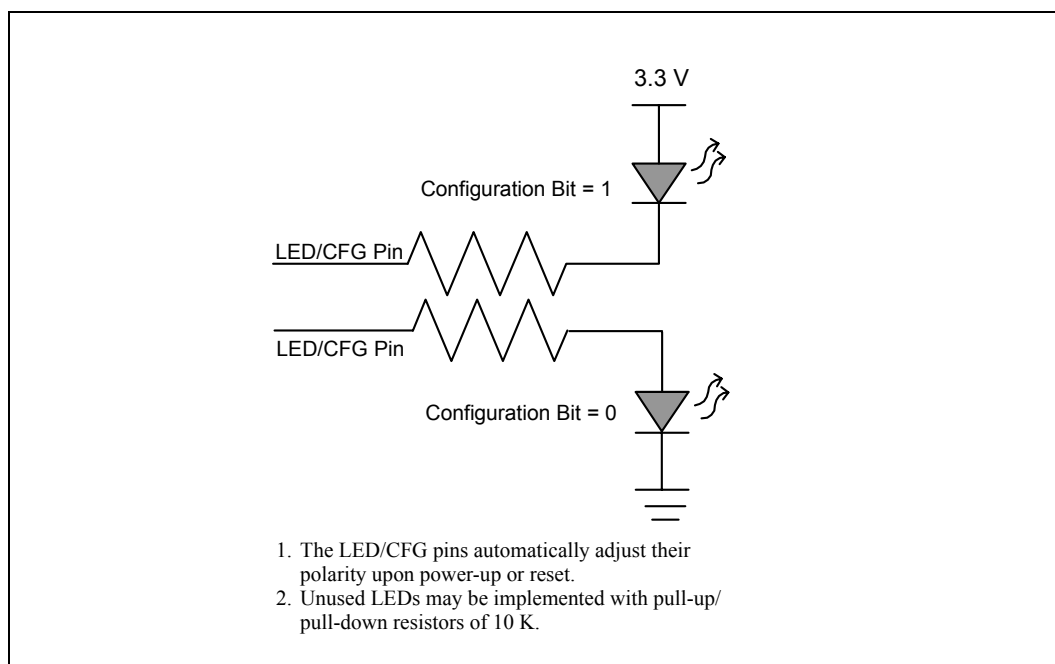 3.3 V
Configuration Bit = 1
LED/CFG Pin
LED/CFG Pin
Configuration Bit = 0
1. The LED/CFG pins automatically adjust their
polarity upon power-up or reset.
2. Unused LEDs may be implemented with pull-up/
pull-down resistors of 10 K.